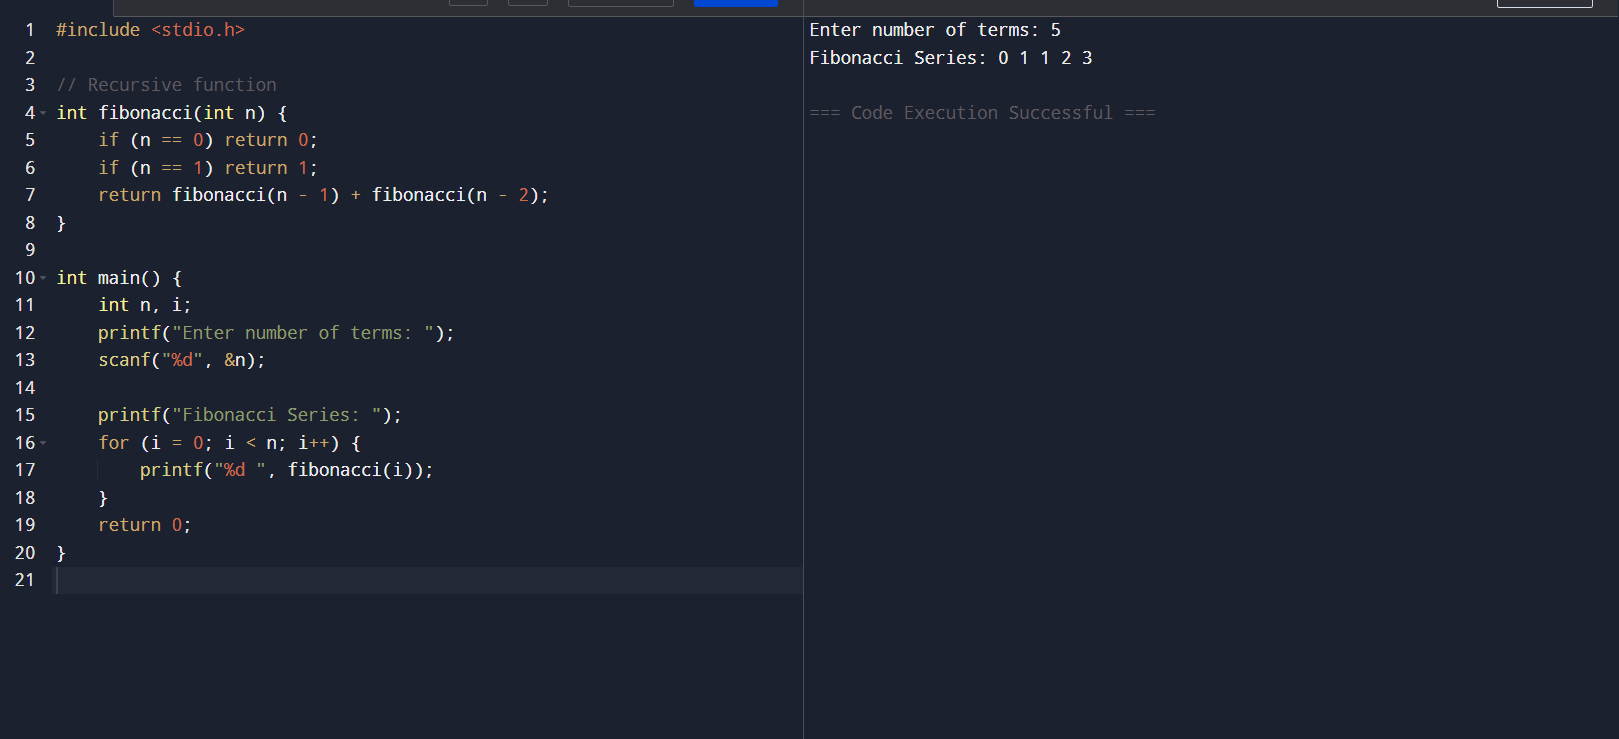 1 #include <stdio.h>
2
3 // Recursive function
4 int fibonacci(int n) {
5     if (n == 0) return 0;
6     if (n == 1) return 1;
7     return fibonacci(n - 1) + fibonacci(n - 2);
8 }
9
10 int main() {
11     int n, i;
12     printf("Enter number of terms: ");
13     scanf("%d", &n);
14
15     printf("Fibonacci Series: ");
16     for (i = 0; i < n; i++) {
17         printf("%d ", fibonacci(i));
18     }
19     return 0;
20 }
21
Enter number of terms: 5
Fibonacci Series: 0 1 1 2 3
=== Code Execution Successful ===